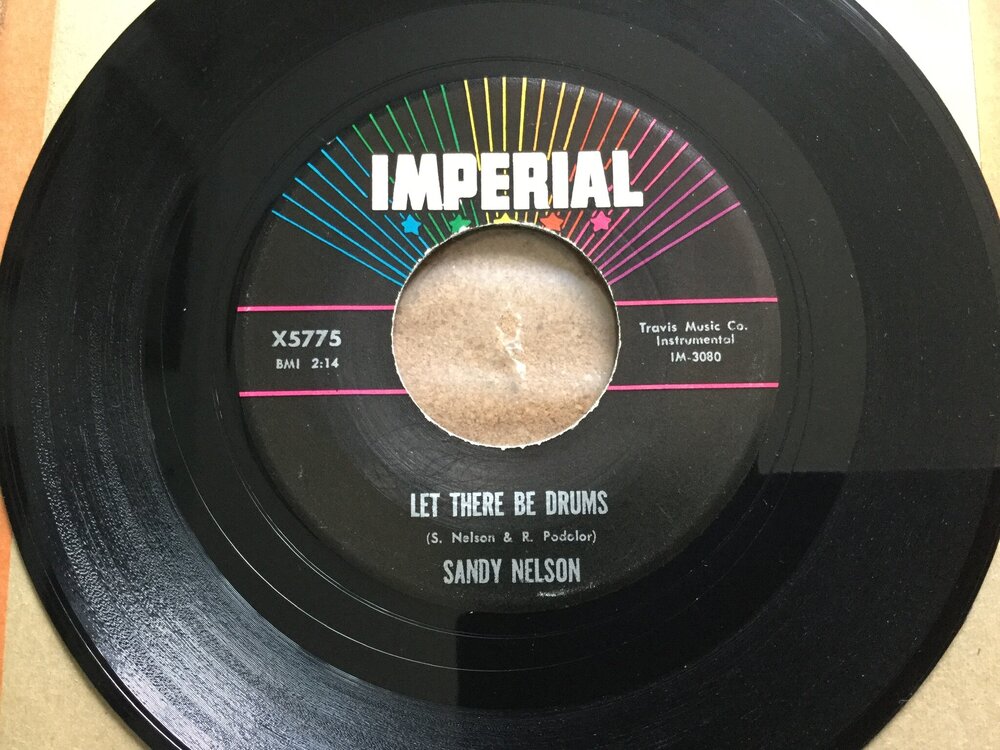 IMPERIAL
X5775
BMI 2:14
Travis Music Co.
Instrumental
IM-3080
LET THERE BE DRUMS
(S. Nelson & R. Podolor)
SANDY NELSON